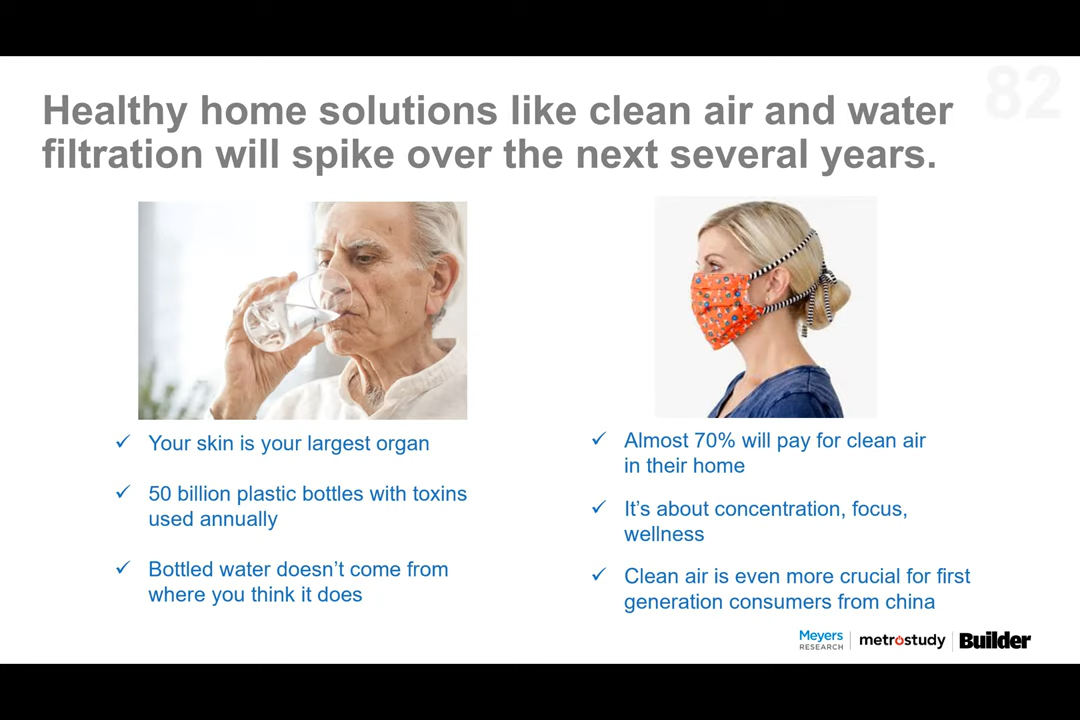 82
Healthy home solutions like clean air and water
filtration will spike over the next several years.
✓ Your skin is your largest organ
✓ 50 billion plastic bottles with toxins
used annually
✓ Bottled water doesn’t come from
where you think it does
✓ Almost 70% will pay for clean air
in their home
✓ It’s about concentration, focus,
wellness
✓ Clean air is even more crucial for first
generation consumers from china
Meyers
RESEARCH
metrostudy
Builder